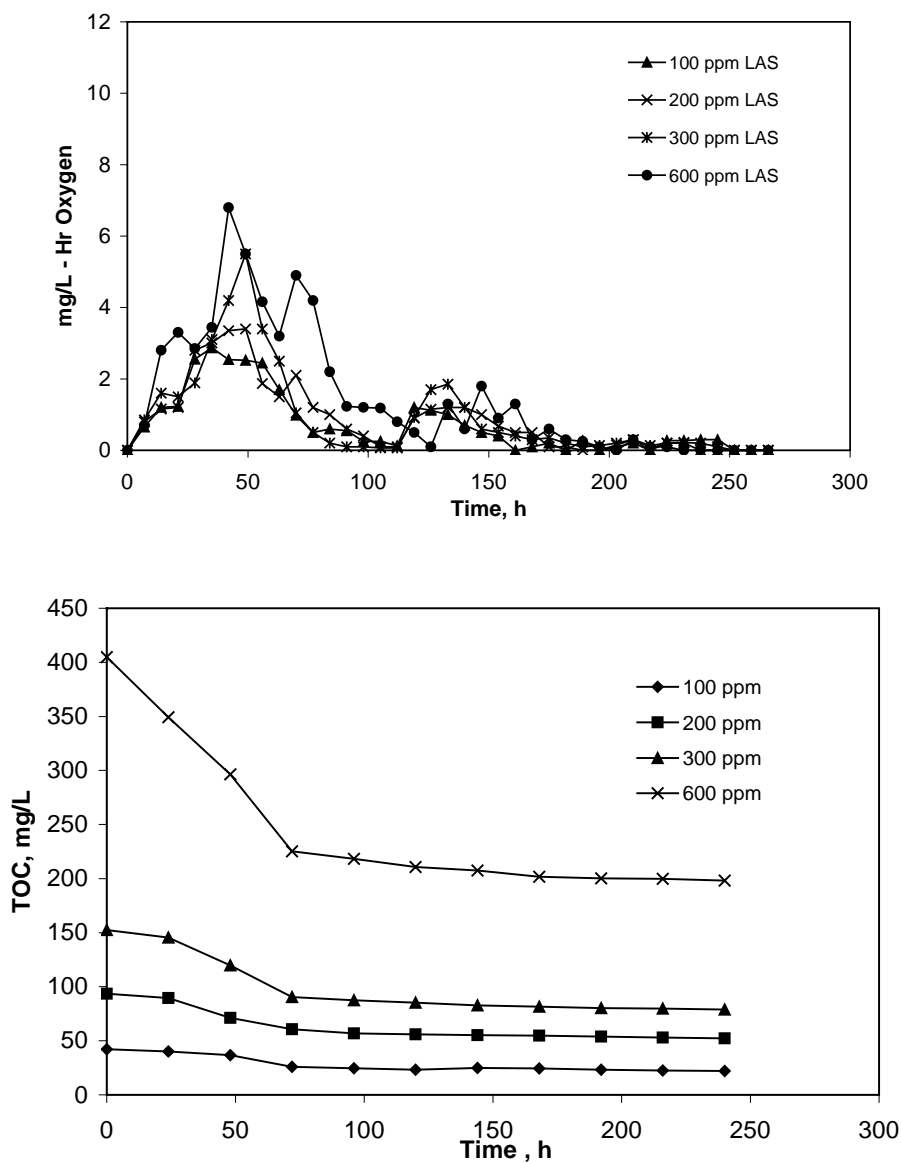 12
10
8
6
4
2
0
mg/L - Hr Oxygen
100 ppm LAS
200 ppm LAS
300 ppm LAS
600 ppm LAS
0 50 100 150 200 250 300
Time, h
450
400
350
300
250
200
150
100
50
0
TOC, mg/L
100 ppm
200 ppm
300 ppm
600 ppm
0 50 100 150 200 250 300
Time , h